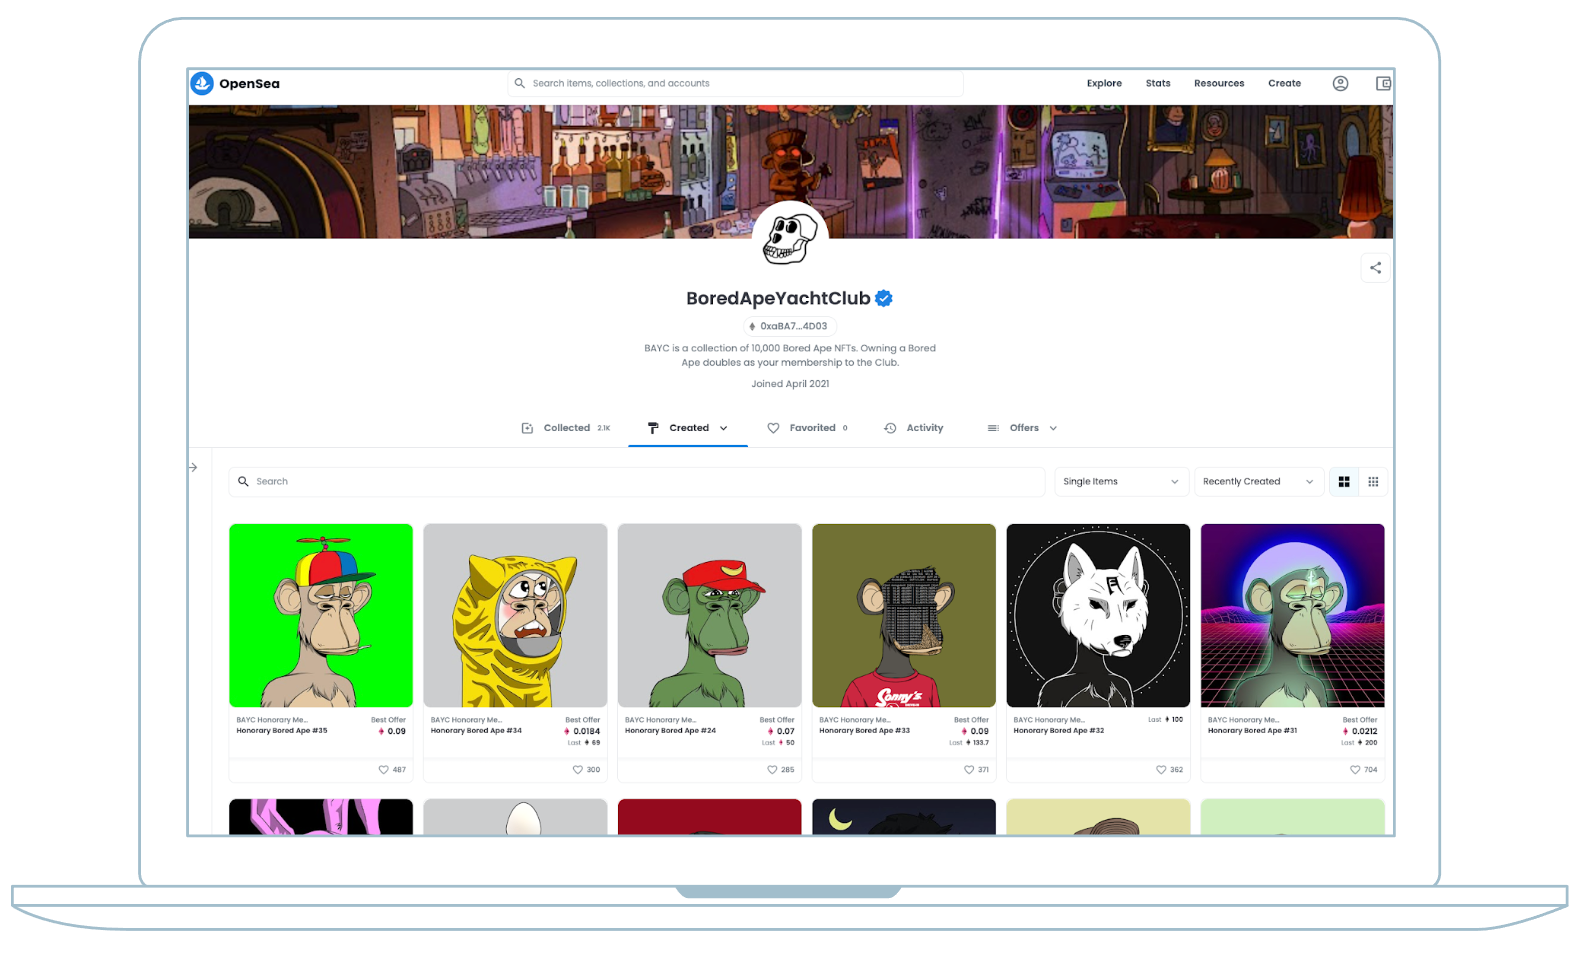 OpenSea
Search items, collections, and accounts
Explore
Stats
Resources
Create
BoredApeYachtClub
0xaBA7...4D03
BAYC is a collection of 10,000 Bored Ape NFTs. Owning a Bored
Ape doubles as your membership to the Club.
Joined April 2021
Collected 2.1K
Created
Favorited 0
Activity
Offers
Search
Single Items
Recently Created
Sonny's
BAYC Honorary Me... Best Offer
Honorary Bored Ape #35 0.09
487
BAYC Honorary Me... Best Offer
Honorary Bored Ape #34 0.0184
Last 69
300
BAYC Honorary Me... Best Offer
Honorary Bored Ape #24 0.07
Last 50
285
BAYC Honorary Me... Best Offer
Honorary Bored Ape #33 0.09
Last 133.7
371
BAYC Honorary Me... Last 100
Honorary Bored Ape #32
362
BAYC Honorary Me... Best Offer
Honorary Bored Ape #31 0.0212
Last 200
704